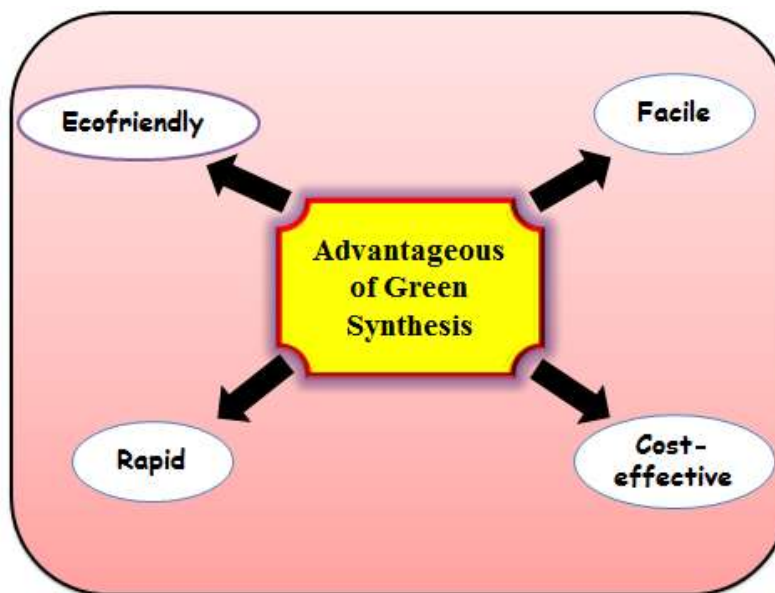 Ecofriendly
Facile
Advantageous
of Green
Synthesis
Rapid
Cost-
effective